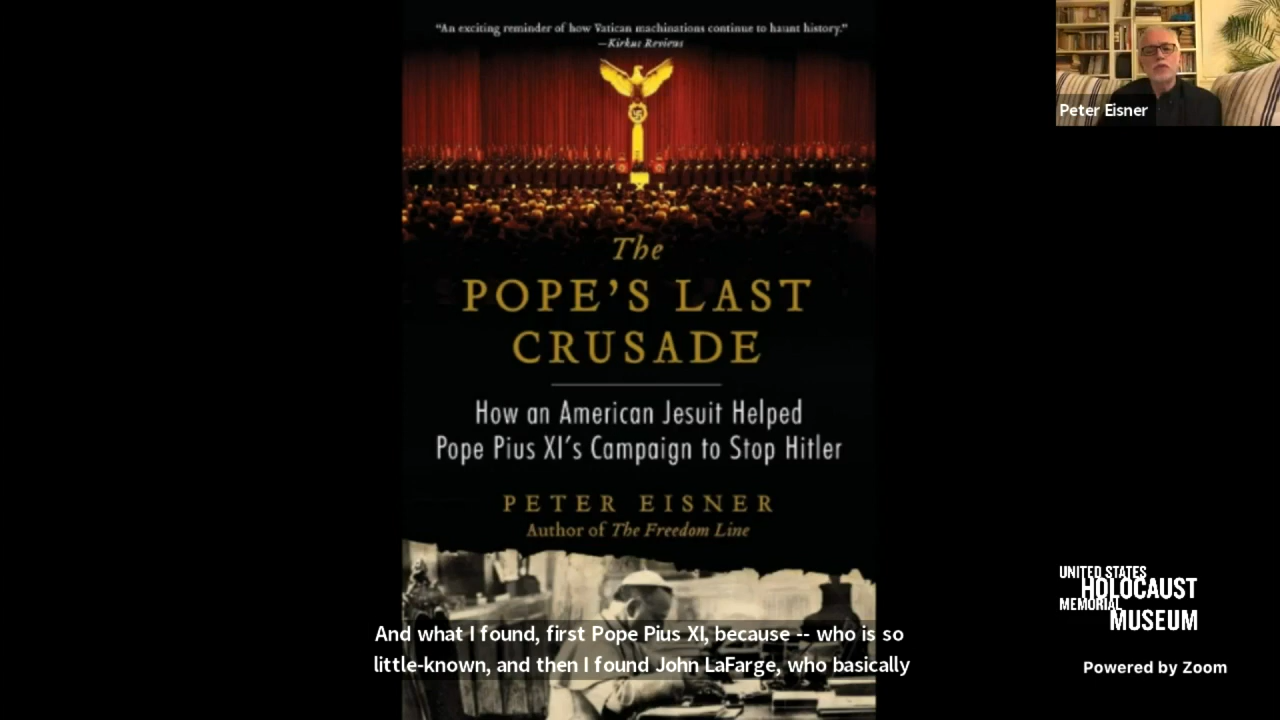 "An exciting reminder of how Vatican machinations continue to haunt history."
—Kirkus Reviews
The
POPE'S LAST
CRUSADE
How an American Jesuit Helped
Pope Pius XI's Campaign to Stop Hitler
PETER EISNER
Author of The Freedom Line
And what I found, first Pope Pius XI, because -- who is so
little-known, and then I found John LaFarge, who basically
Peter Eisner
UNITED STATES
HOLOCAUST
MEMORIAL
MUSEUM
Powered by Zoom